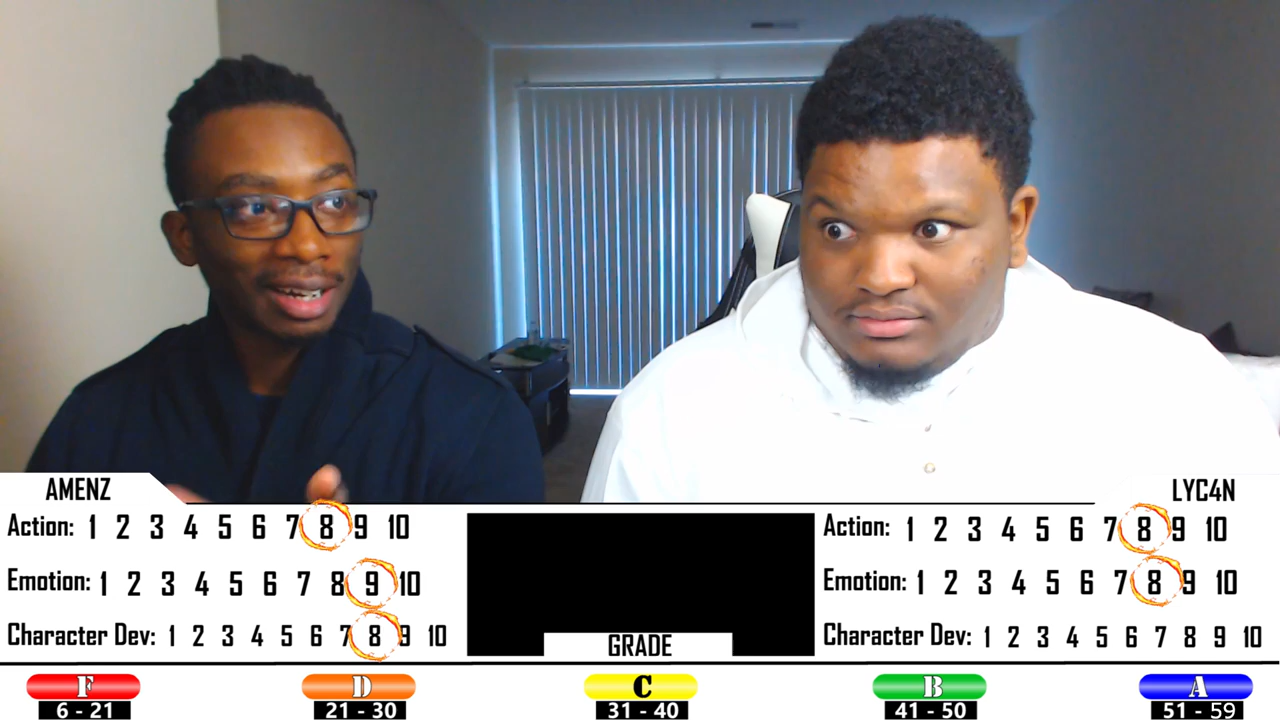 AMENZ
Action: 1 2 3 4 5 6 7 8 9 10
Emotion: 1 2 3 4 5 6 7 8 9 10
Character Dev: 1 2 3 4 5 6 7 8 9 10
GRADE
LYC4N
Action: 1 2 3 4 5 6 7 8 9 10
Emotion: 1 2 3 4 5 6 7 8 9 10
Character Dev: 1 2 3 4 5 6 7 8 9 10
F D C B A
6 - 21 21 - 30 31 - 40 41 - 50 51 - 59